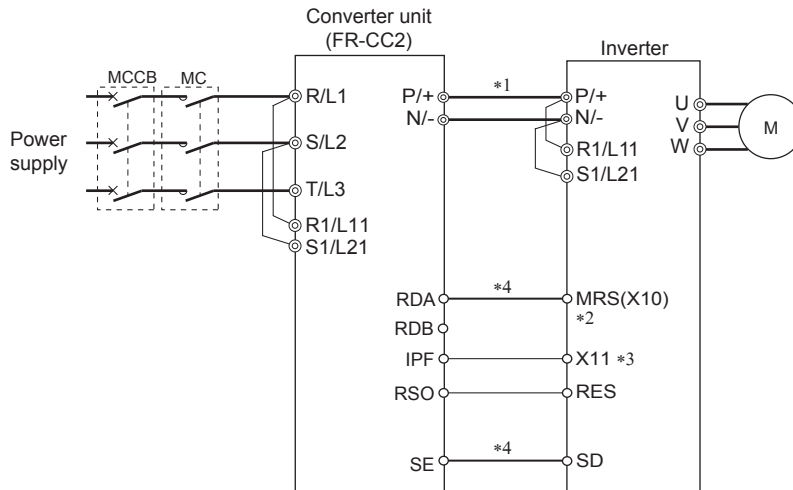 Converter unit
(FR-CC2)
Inverter
MCCB
MC
Power
supply
R/L1
S/L2
T/L3
R1/L11
S1/L21
P/+
N/-
*1
P/+
N/-
R1/L11
S1/L21
U
V
W
M
RDA
*4
MRS(X10)
*2
RDB
IPF
X11 *3
RSO
RES
SE
*4
SD